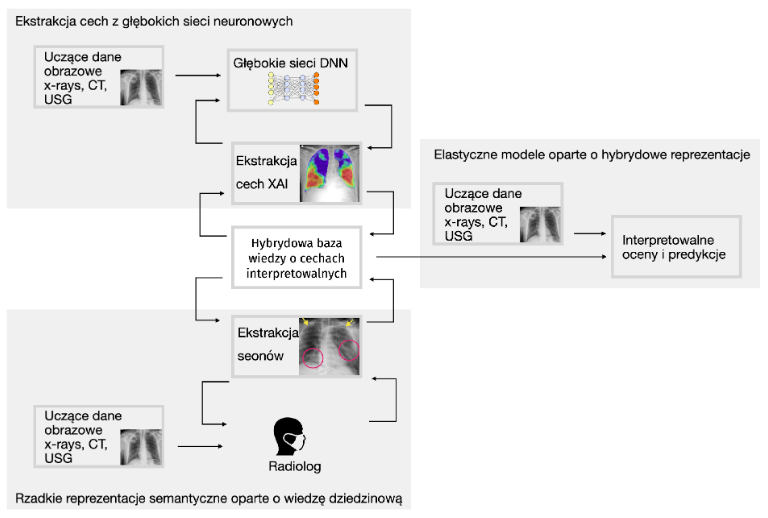 Ekstrakcja cech z głębokich sieci neuronowych
Uczące dane
obrazowe
x-rays, CT,
USG
Głębokie sieci DNN
Ekstrakcja
cech XAI
Elastyczne modele oparte o hybrydowe reprezentacje
Uczące dane
obrazowe
x-rays, CT,
USG
Interpretowalne
oceny i predykcje
Hybrydowa baza
wiedzy o cechach
interpretowalnych
Ekstrakcja
seonów
Uczące dane
obrazowe
x-rays, CT,
USG
Radiolog
Rzadkie reprezentacje semantyczne oparte o wiedzę dziedzinową